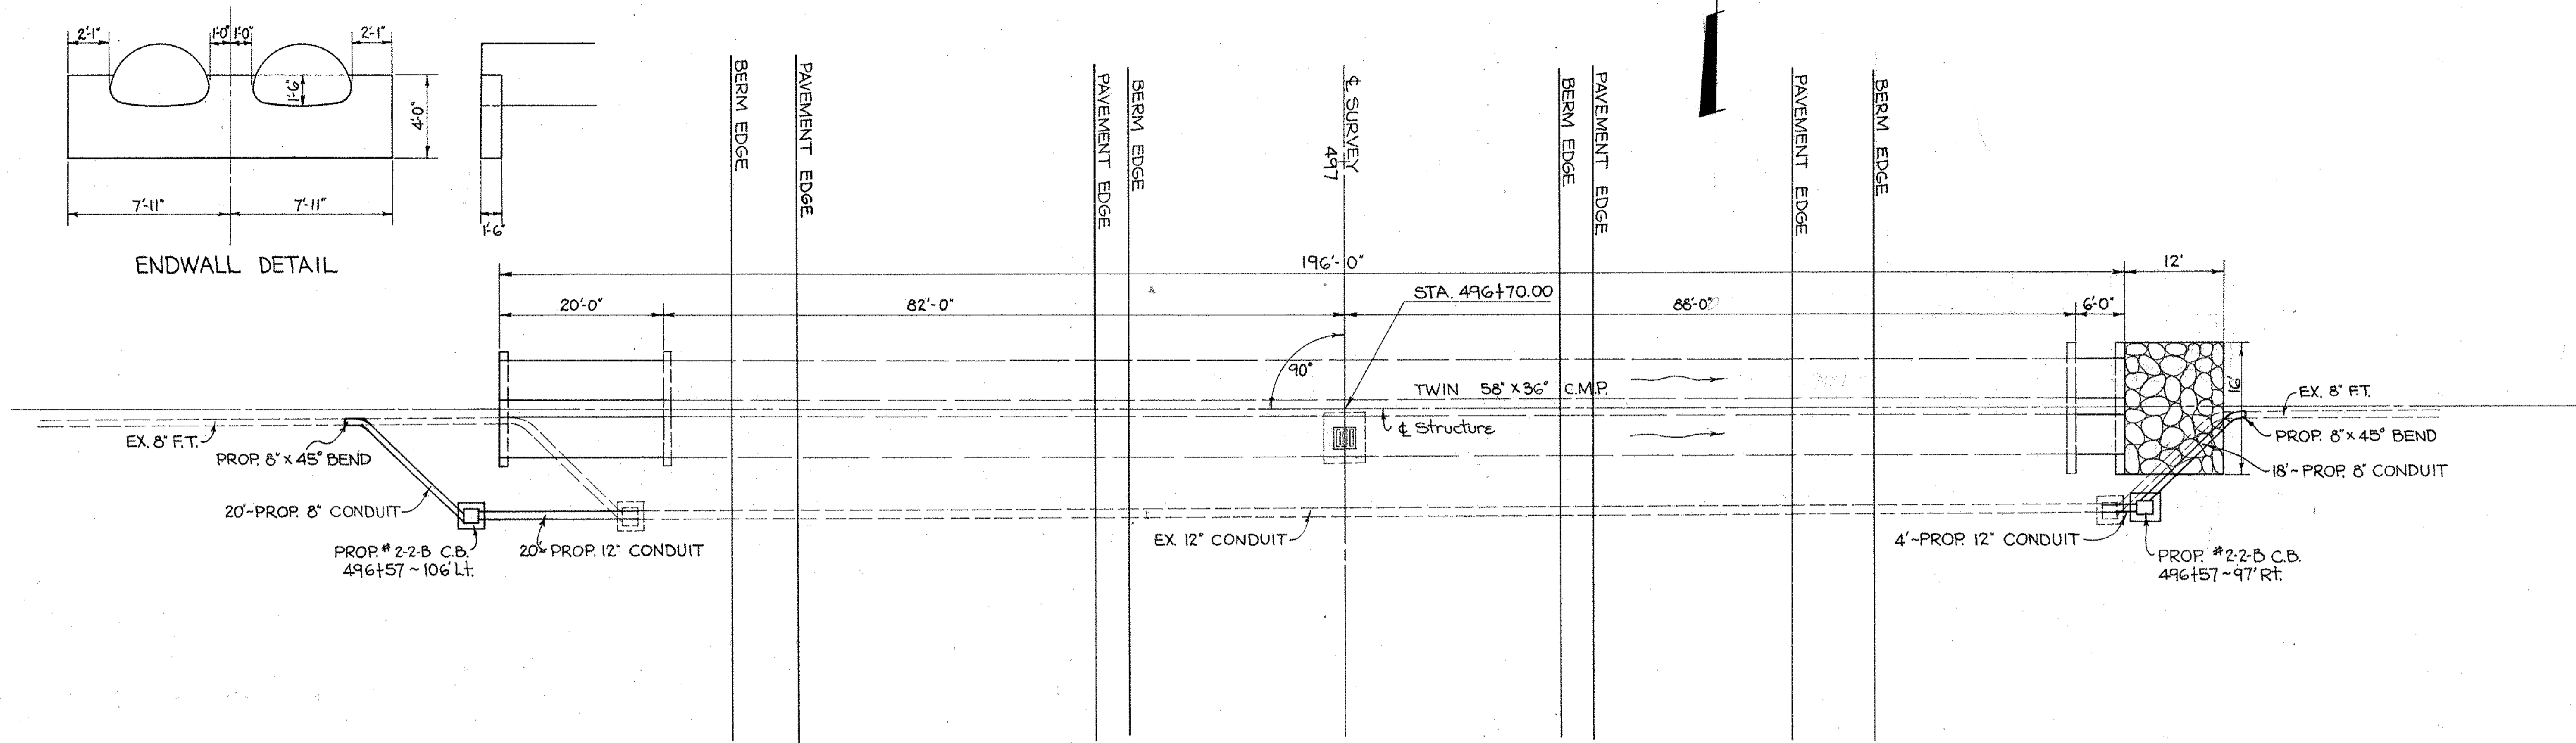 2'-1"
1'-0"
1'-0"
2'-1"
1'-6"
4'-0"
7'-11"
7'-11"
1'-6"
ENDWALL DETAIL
BERM EDGE
PAVEMENT EDGE
PAVEMENT EDGE
BERM EDGE
℄ SURVEY
497
BERM EDGE
PAVEMENT EDGE
PAVEMENT EDGE
BERM EDGE
196'-0"
12'
20'-0"
82'-0"
STA. 496+70.00
88'-0"
6'-0"
90°
TWIN 58" X 36" C.M.P.
16'
℄ Structure
EX. 8" F.T.
PROP. 8" X 45° BEND
20'~PROP. 8" CONDUIT
PROP. #2-2-B C.B.
496+57 ~ 106' Lt.
20'~PROP. 12" CONDUIT
EX. 12" CONDUIT
EX. 8" F.T.
PROP. 8" X 45° BEND
18'~PROP. 8" CONDUIT
4'~PROP. 12" CONDUIT
PROP. #2-2-B C.B.
496+57 ~ 97' Rt.